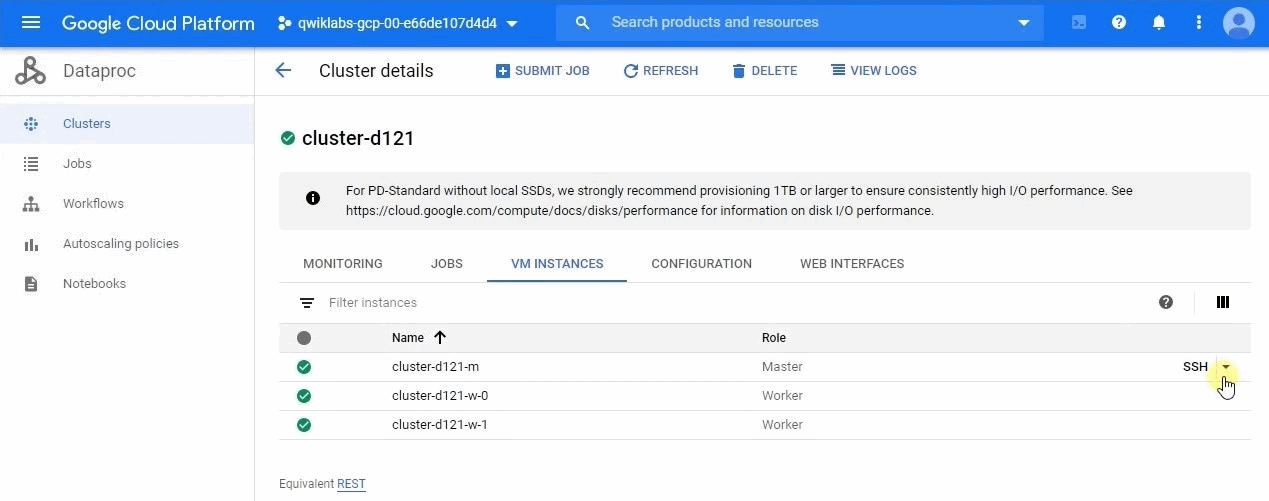 Google Cloud Platform
qwiklabs-gcp-00-e66de107d4d4
Search products and resources
Dataproc
Cluster details
SUBMIT JOB
REFRESH
DELETE
VIEW LOGS
Clusters
Jobs
Workflows
Autoscaling policies
Notebooks
cluster-d121
For PD-Standard without local SSDs, we strongly recommend provisioning 1TB or larger to ensure consistently high I/O performance. See
https://cloud.google.com/compute/docs/disks/performance for information on disk I/O performance.
MONITORING
JOBS
VM INSTANCES
CONFIGURATION
WEB INTERFACES
Filter instances
Name
Role
cluster-d121-m
Master
SSH
cluster-d121-w-0
Worker
cluster-d121-w-1
Worker
Equivalent REST